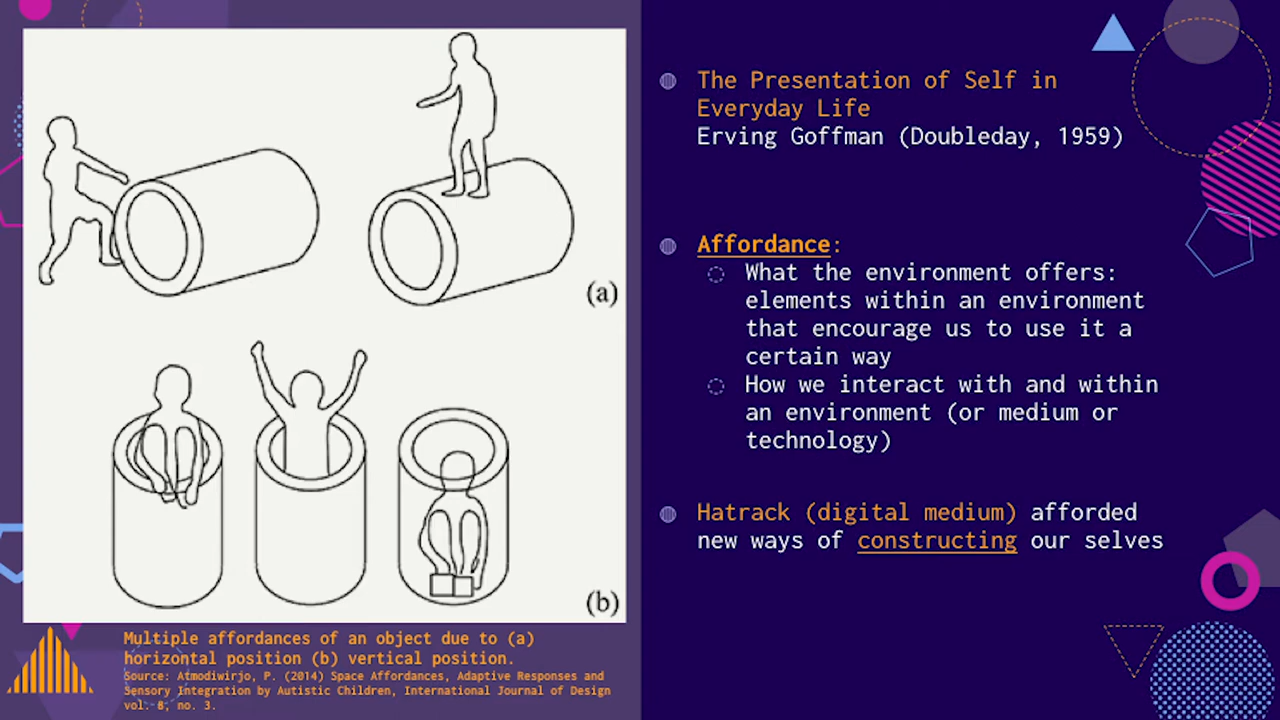 (a)
(b)
Multiple affordances of an object due to (a)
horizontal position (b) vertical position.
Source: Atmodiwirjo, P. (2014) Space Affordances, Adaptive Responses and
Sensory Integration by Autistic Children, International Journal of Design
vol. 8, no. 3.
The Presentation of Self in
Everyday Life
Erving Goffman (Doubleday, 1959)
Affordance:
What the environment offers:
elements within an environment
that encourage us to use it a
certain way
How we interact with and within
an environment (or medium or
technology)
Hatrack (digital medium) afforded
new ways of constructing our selves